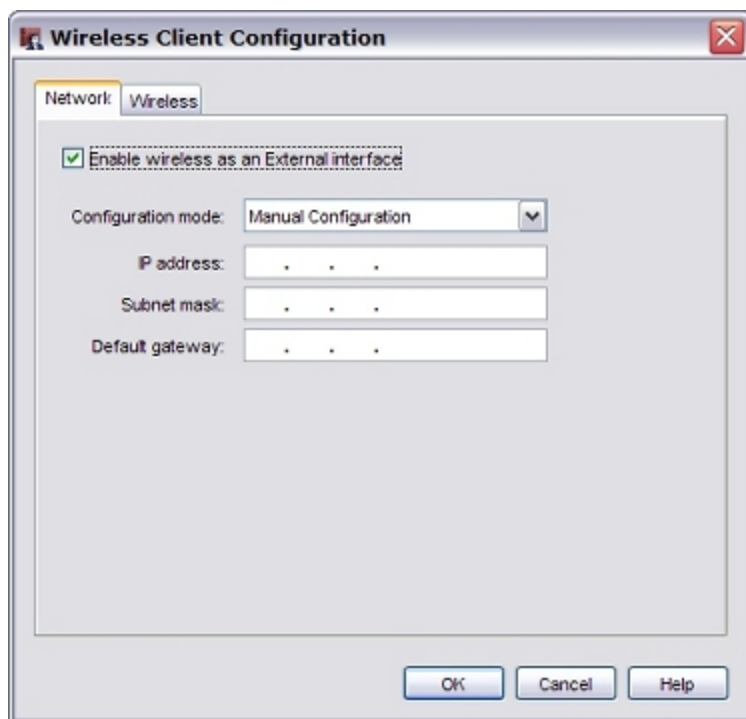 Wireless Client Configuration
Network Wireless
Enable wireless as an External interface
Configuration mode: Manual Configuration
IP address: . . .
Subnet mask: . . .
Default gateway: . . .
OK Cancel Help